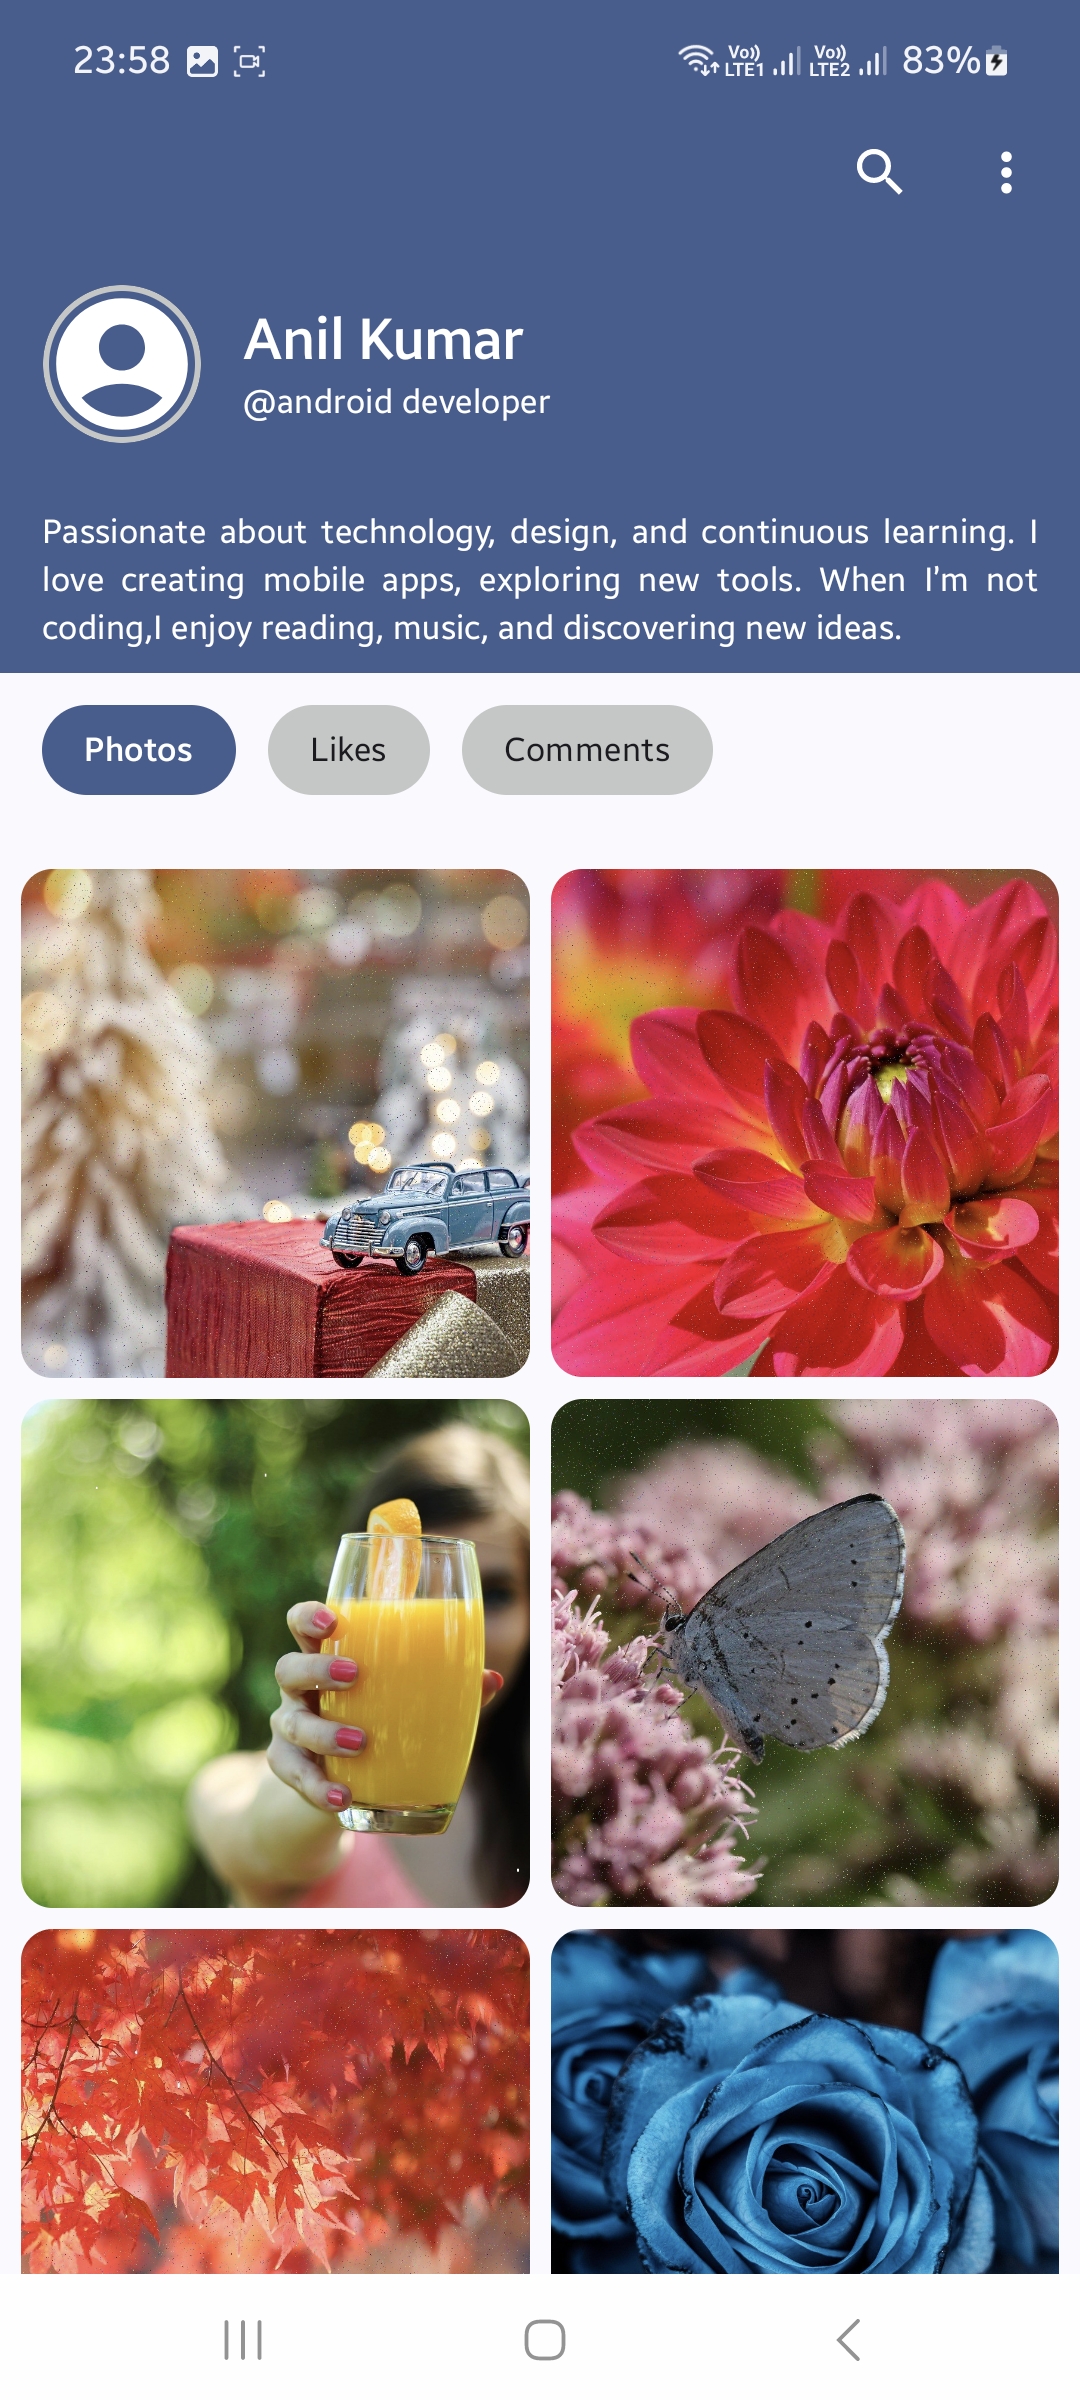 23:58 Vo)) LTE1 Vo)) LTE2 83%
Anil Kumar
@android developer
Passionate about technology, design, and continuous learning. I
love creating mobile apps, exploring new tools. When I'm not
coding,I enjoy reading, music, and discovering new ideas.
Photos Likes Comments